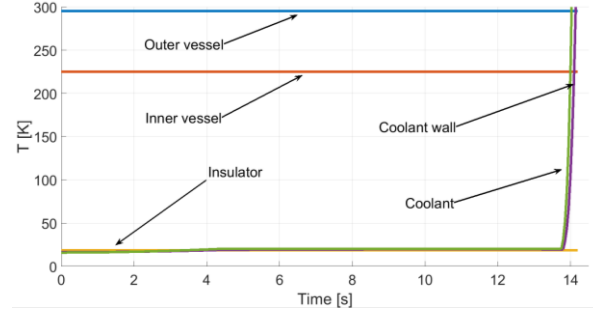 300
250
200
150
100
50
0
T [K]
Outer vessel
Inner vessel
Insulator
Coolant wall
Coolant
0 2 4 6 8 10 12 14
Time [s]